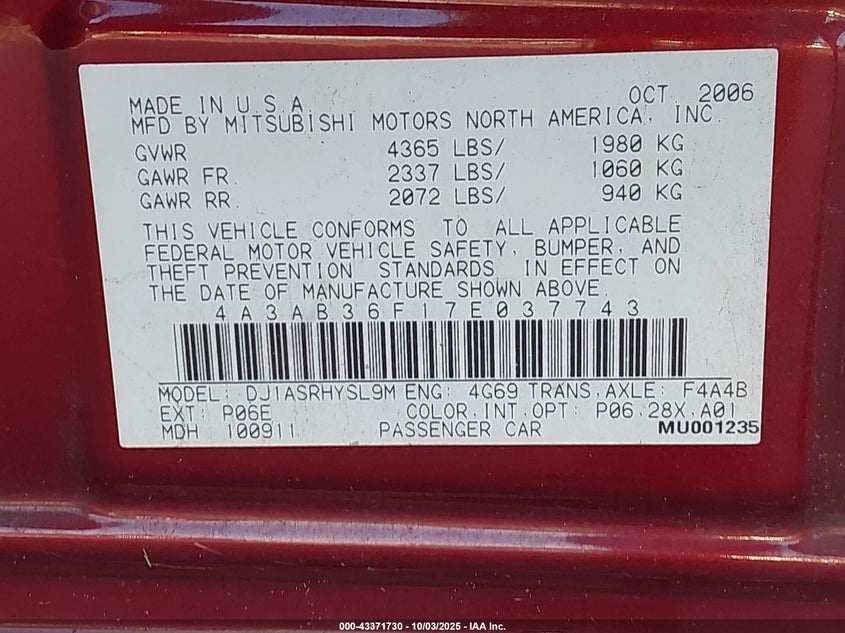 MADE IN U.S.A. OCT. 2006
MFD BY MITSUBISHI MOTORS NORTH AMERICA, INC.
GVWR 4365 LBS/ 1980 KG
GAWR FR. 2337 LBS/ 1060 KG
GAWR RR. 2072 LBS/ 940 KG
THIS VEHICLE CONFORMS TO ALL APPLICABLE
FEDERAL MOTOR VEHICLE SAFETY, BUMPER, AND
THEFT PREVENTION STANDARDS IN EFFECT ON
THE DATE OF MANUFACTURE SHOWN ABOVE.
4A3AB36F17E037743
MODEL: DJ1ASRHYSL9M ENG: 4G69 TRANS.AXLE: F4A4B
EXT: P06E COLOR.INT.OPT: P06.28X.A01
MDH 100911 PASSENGER CAR MU001235
000-43371730 - 10/03/2025 - IAA Inc.